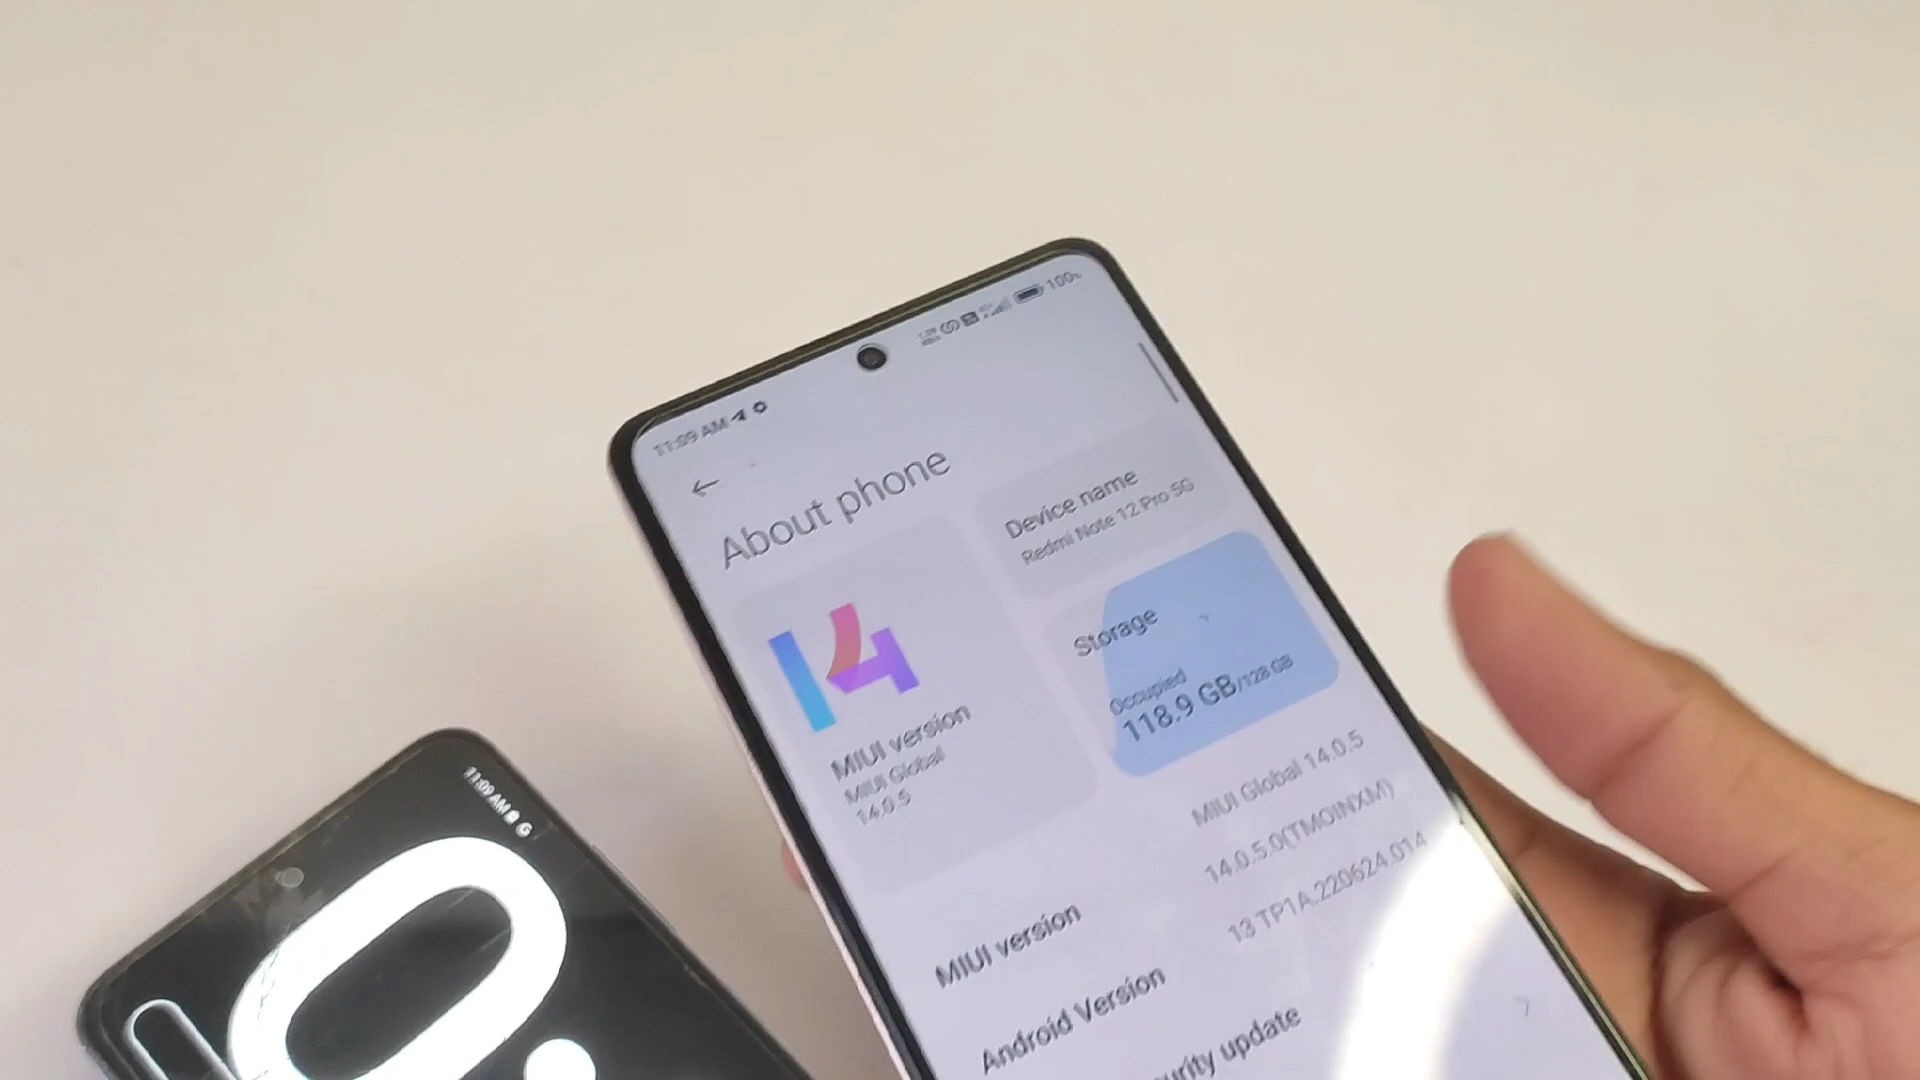 11:09 AM
100%
About phone
Device name
Redmi Note 12 Pro 5G
14
MIUI version
MIUI Global
14.0.5
Storage
Occupied
118.9 GB/128 GB
MIUI version
MIUI Global 14.0.5
14.0.5.0(TMOINXM)
Android Version
13 TP1A.220624.014
urity update
11:09 AM